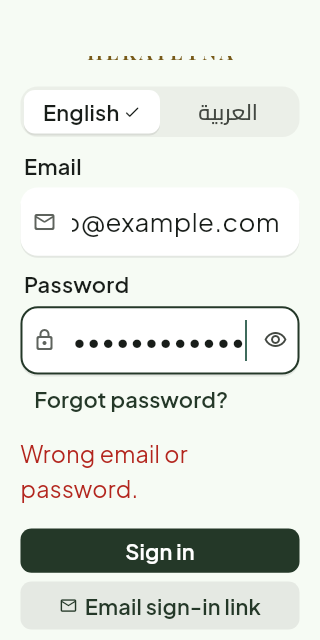 English
العربية
Email
@example.com
Password
Forgot password?
Wrong email or
password.
Sign in
Email sign-in link